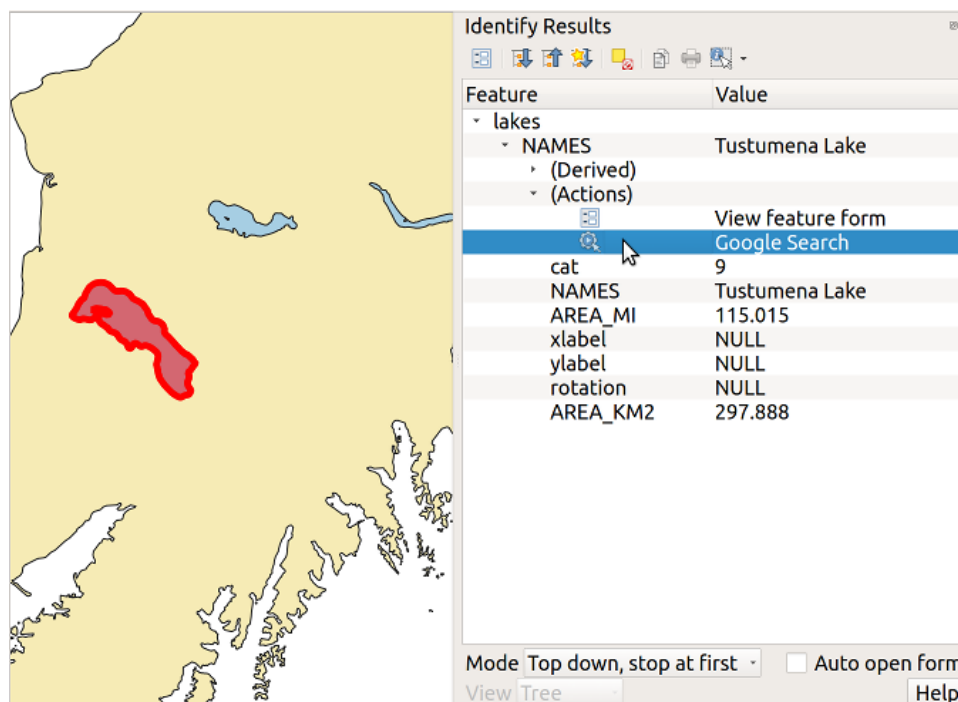 Identify Results
Feature Value
lakes
NAMES Tustumena Lake
(Derived)
(Actions)
View feature form
Google Search
cat 9
NAMES Tustumena Lake
AREA_MI 115.015
xlabel NULL
ylabel NULL
rotation NULL
AREA_KM2 297.888
Mode Top down, stop at first Auto open form
View Tree Help